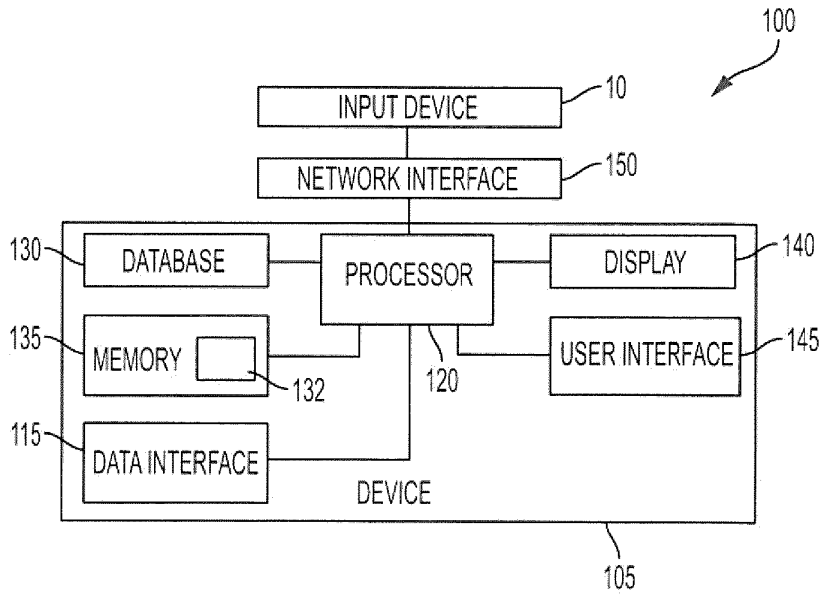 100
INPUT DEVICE
10
NETWORK INTERFACE
150
130
DATABASE
PROCESSOR
DISPLAY
140
135
MEMORY
132
120
USER INTERFACE
145
115
DATA INTERFACE
DEVICE
105